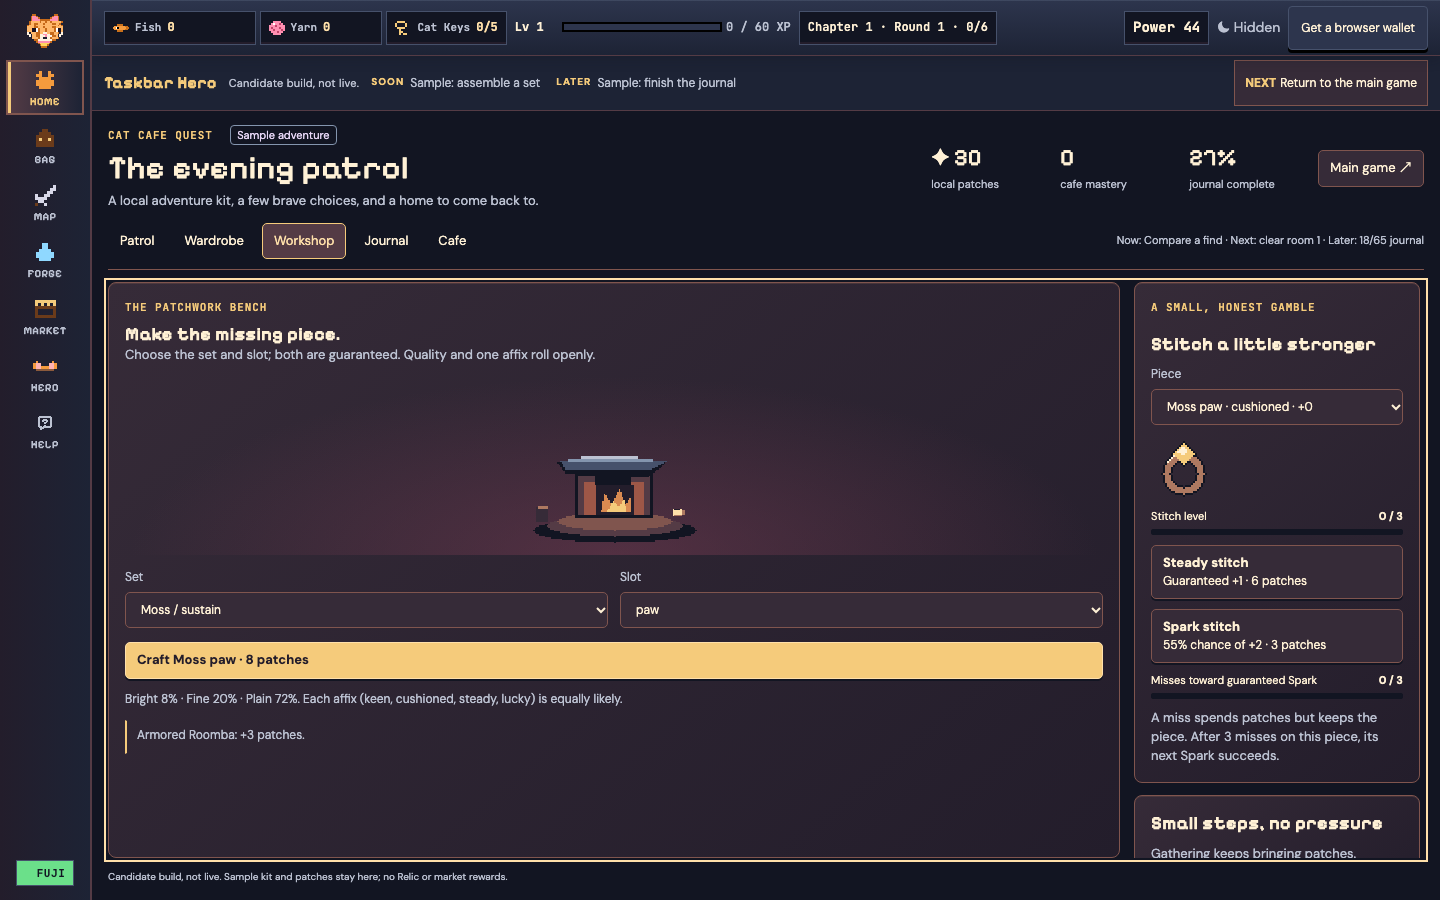 Fish 0
Yarn 0
Cat Keys 0/5
Lv 1
0 / 60 XP
Chapter 1 · Round 1 · 0/6
Power 44
Hidden
Get a browser wallet
HOME
BAG
MAP
FORGE
MARKET
HERO
HELP
FUJI
Taskbar Hero
Candidate build, not live.
SOON Sample: assemble a set
LATER Sample: finish the journal
NEXT Return to the main game
CAT CAFE QUEST
Sample adventure
The evening patrol
A local adventure kit, a few brave choices, and a home to come back to.
30
local patches
0
cafe mastery
27%
journal complete
Main game ↗
Patrol
Wardrobe
Workshop
Journal
Cafe
Now: Compare a find · Next: clear room 1 · Later: 18/65 journal
THE PATCHWORK BENCH
Make the missing piece.
Choose the set and slot; both are guaranteed. Quality and one affix roll openly.
Set
Slot
Moss / sustain
paw
Craft Moss paw · 8 patches
Bright 8% · Fine 20% · Plain 72%. Each affix (keen, cushioned, steady, lucky) is equally likely.
Armored Roomba: +3 patches.
A SMALL, HONEST GAMBLE
Stitch a little stronger
Piece
Moss paw · cushioned · +0
Stitch level
0 / 3
Steady stitch
Guaranteed +1 · 6 patches
Spark stitch
55% chance of +2 · 3 patches
Misses toward guaranteed Spark
0 / 3
A miss spends patches but keeps the
piece. After 3 misses on this piece, its
next Spark succeeds.
Small steps, no pressure
Gathering keeps bringing patches.
Candidate build, not live. Sample kit and patches stay here; no Relic or market rewards.